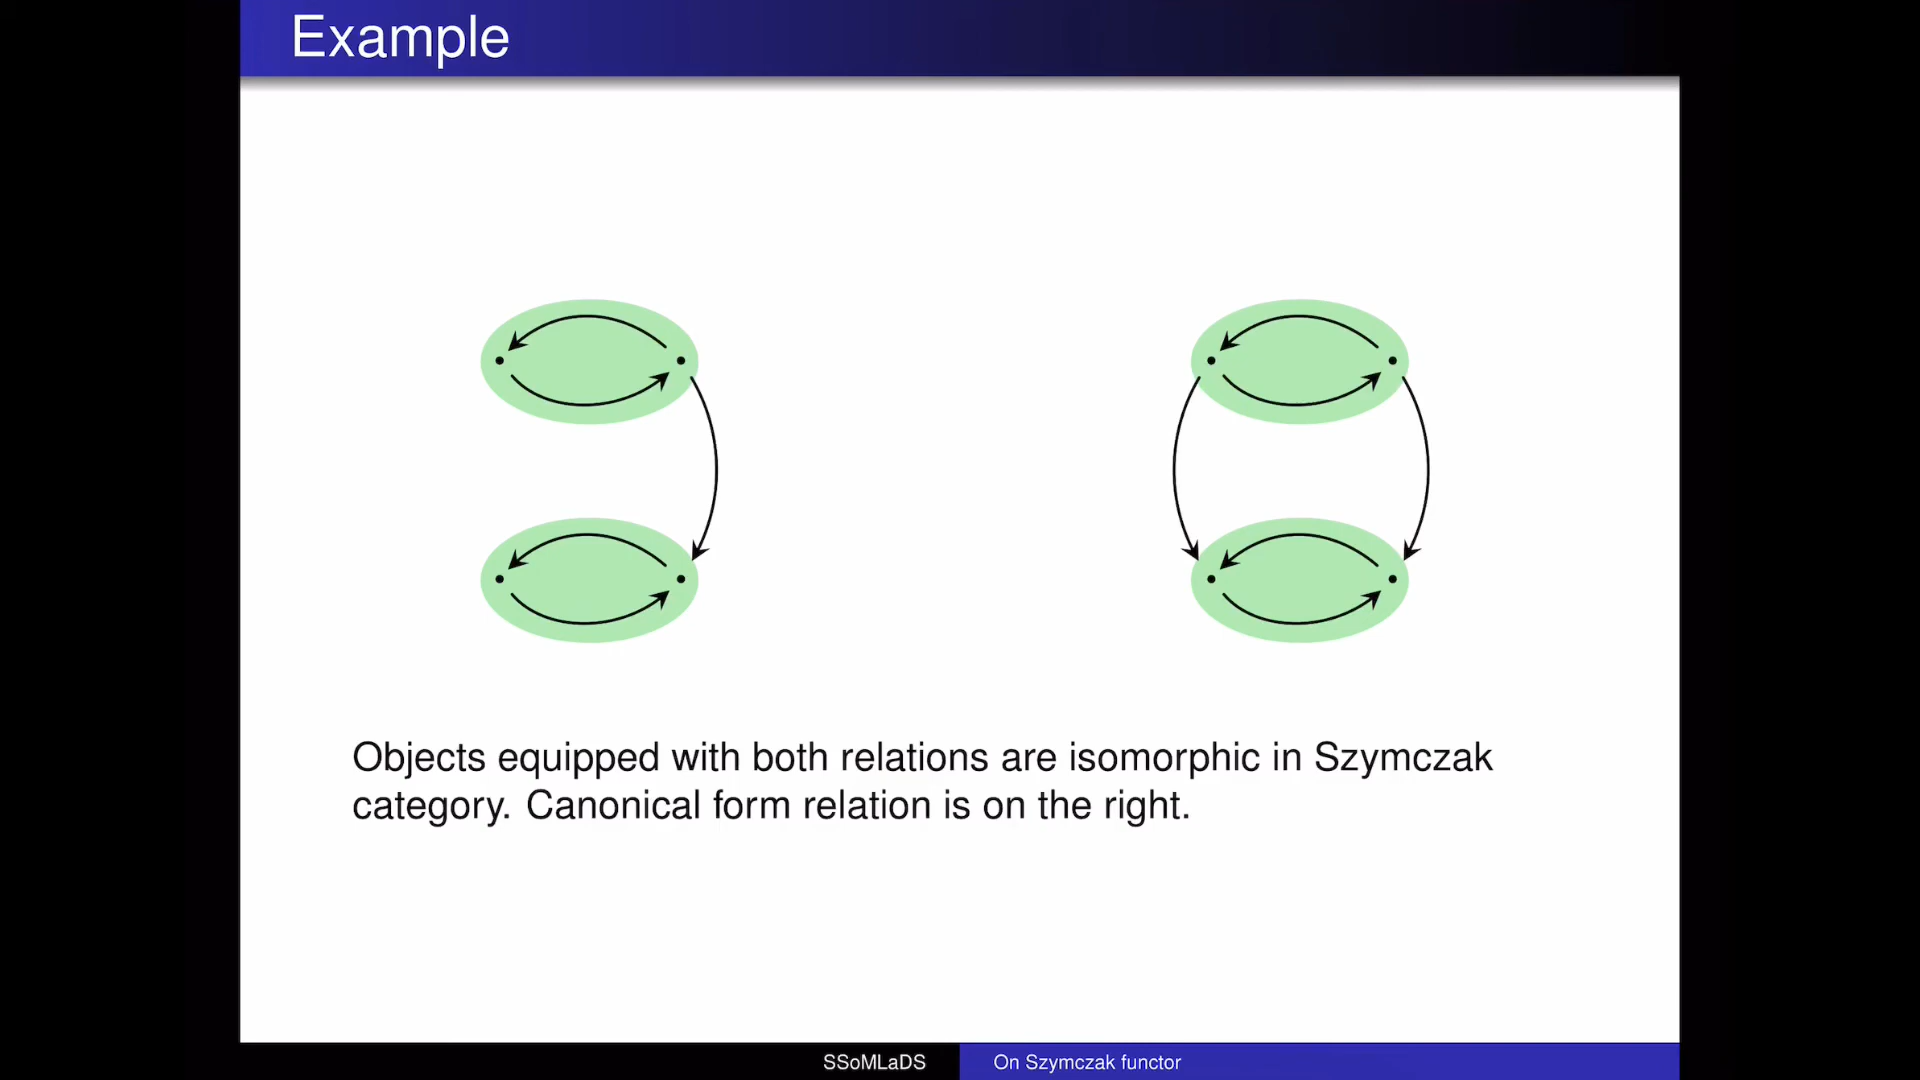 Example
Objects equipped with both relations are isomorphic in Szymczak
category. Canonical form relation is on the right.
SSoMLaDS
On Szymczak functor